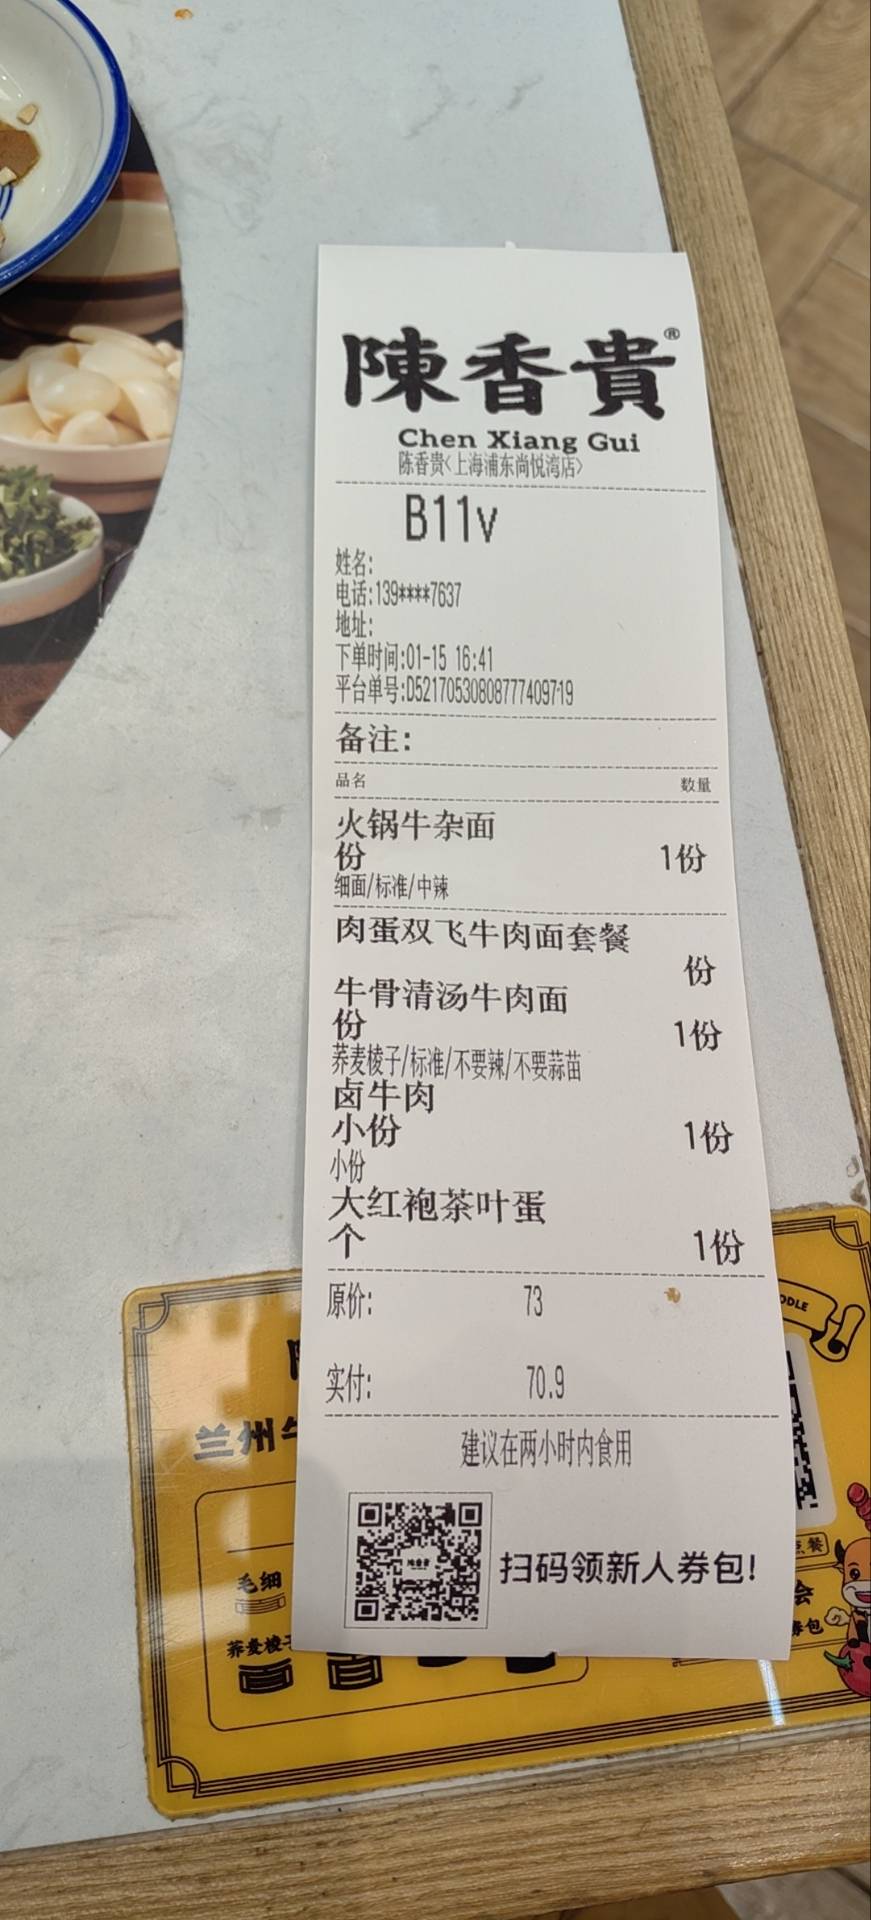 陳香貴®
Chen Xiang Gui
陈香贵<上海浦东尚悦湾店>
B11v
姓名:
电话:139****7637
地址:
下单时间:01-15 16:41
平台单号:D52170530808777409719
备注:
品名 数量
火锅牛杂面
份 1份
细面/标准/中辣
肉蛋双飞牛肉面套餐
份
牛骨清汤牛肉面
份 1份
荞麦棱子/标准/不要辣/不要蒜苗
卤牛肉
小份 1份
小份
大红袍茶叶蛋
个 1份
原价: 73
实付: 70.9
建议在两小时内食用
扫码领新人券包!
兰州
毛细
荞麦棱